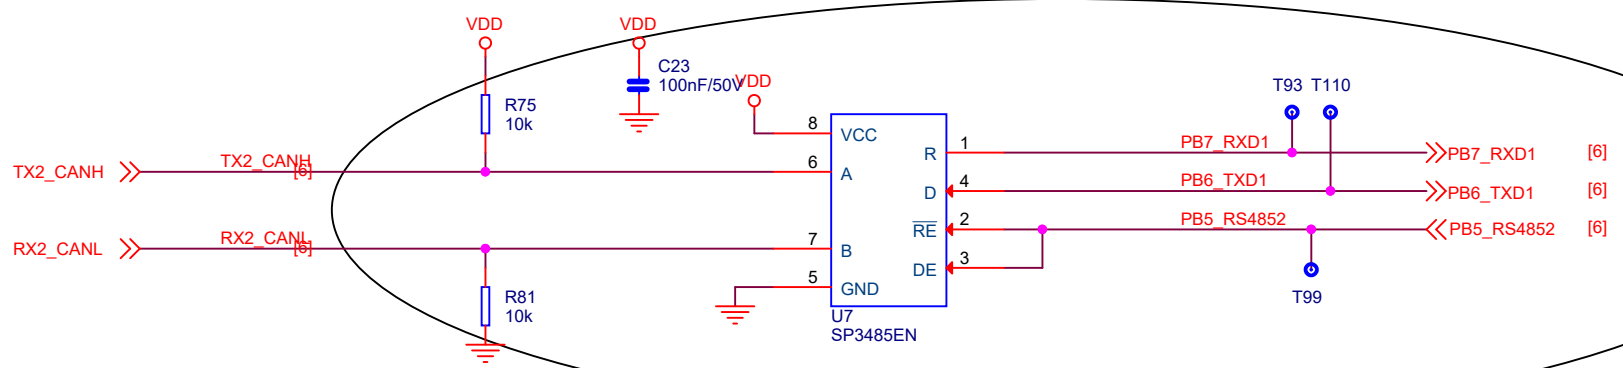 VDD
VDD
C23
100nF/50V
VDD
T93
T110
R75
10k
8
VCC
1
PB7_RXD1
R
PB7_RXD1
[6]
TX2_CANH
TX2_CANH
[6]
6
A
4
PB6_TXD1
D
PB6_TXD1
[6]
2
PB5_RS4852
RE
PB5_RS4852
[6]
RX2_CANL
RX2_CANL
[6]
7
B
3
DE
5
GND
R81
10k
T99
U7
SP3485EN